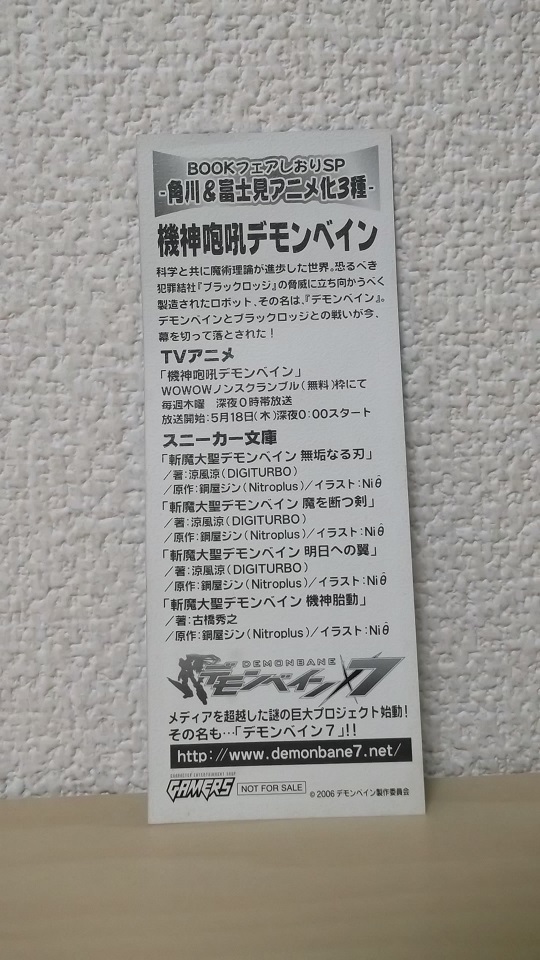 BOOKフェアしおりSP
-角川&富士見アニメ化3種-
機神咆吼デモンベイン
科学と共に魔術理論が進歩した世界。恐るべき
犯罪結社『ブラックロッジ』の脅威に立ち向かうべく
製造されたロボット、その名は、『デモンベイン』。
デモンベインとブラックロッジとの戦いが今、
幕を切って落とされた!
TVアニメ
「機神咆吼デモンベイン」
WOWOWノンスクランブル(無料)枠にて
毎週木曜 深夜0時帯放送
放送開始:5月18日(木)深夜0:00スタート
スニーカー文庫
「斬魔大聖デモンベイン 無垢なる刃」
/著:涼風涼(DIGITURBO)
/原作:鋼屋ジン(Nitroplus)/イラスト:Niθ
「斬魔大聖デモンベイン 魔を断つ剣」
/著:涼風涼(DIGITURBO)
/原作:鋼屋ジン(Nitroplus)/イラスト:Niθ
「斬魔大聖デモンベイン 明日への翼」
/著:涼風涼(DIGITURBO)
/原作:鋼屋ジン(Nitroplus)/イラスト:Niθ
「斬魔大聖デモンベイン 機神胎動」
/著:古橋秀之
/原作:鋼屋ジン(Nitroplus)/イラスト:Niθ
DEMONBANE
デモンベイン×7
メディアを超越した謎の巨大プロジェクト始動!
その名も…「デモンベイン7」!!
http://www.demonbane7.net/
CHARACTER ENTERTAINMENT SHOP
GAMERS NOT FOR SALE ©2006 デモンベイン製作委員会